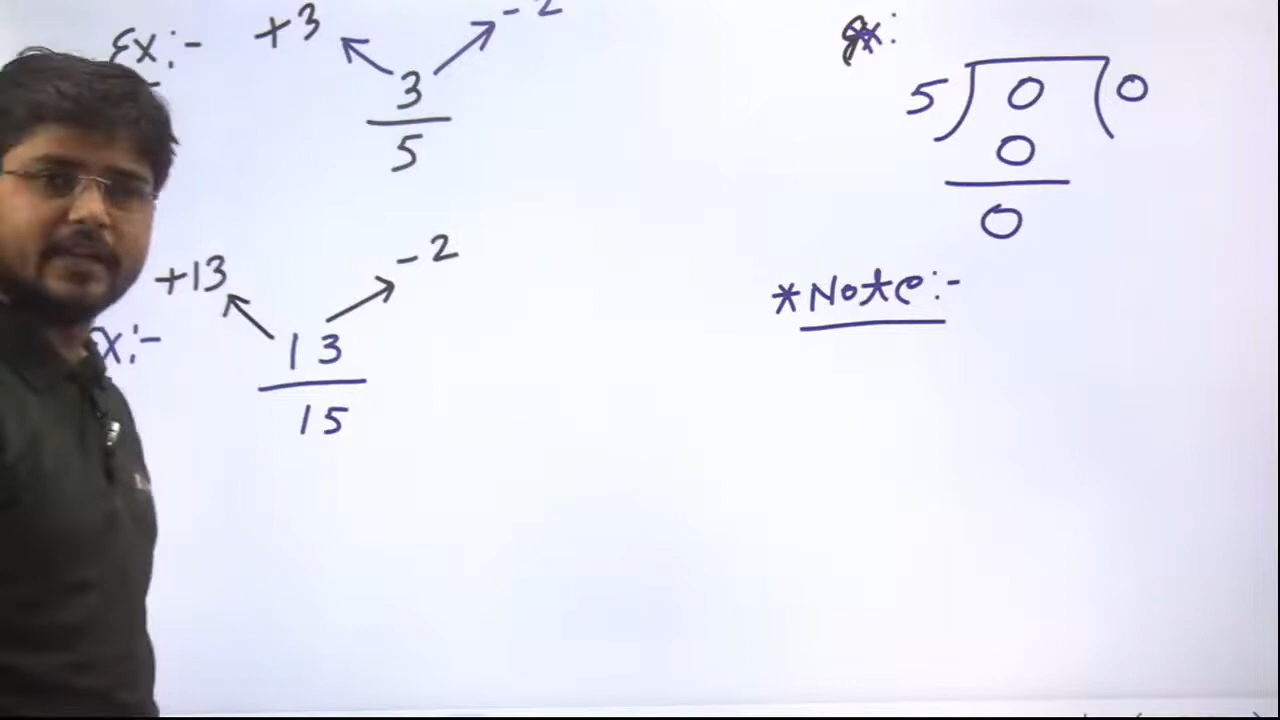 Ex:- +3 -2
3
5
+13 -2
Ex:- 13
15
Ex:
5) 0 (0
0
0
*Note:-